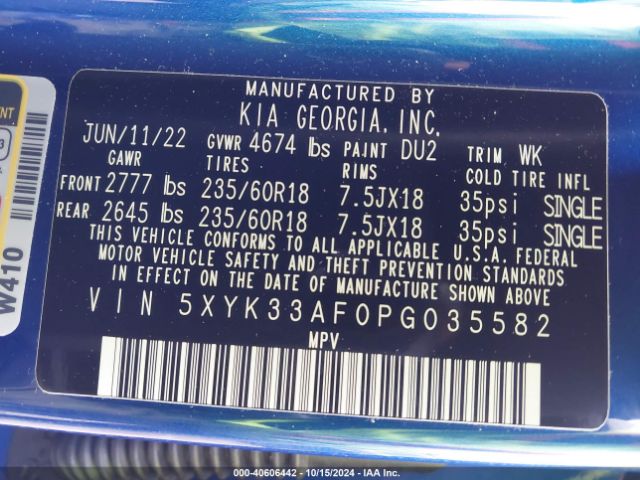 MANUFACTURED BY
KIA GEORGIA, INC.
JUN/11/22 GVWR 4674 lbs PAINT DU2 TRIM WK
GAWR TIRES RIMS COLD TIRE INFL
FRONT 2777 lbs 235/60R18 7.5JX18 35psi SINGLE
REAR 2645 lbs 235/60R18 7.5JX18 35psi SINGLE
THIS VEHICLE CONFORMS TO ALL APPLICABLE U.S.A. FEDERAL
MOTOR VEHICLE SAFETY AND THEFT PREVENTION STANDARDS
IN EFFECT ON THE DATE OF MANUFACTURE SHOWN ABOVE.
VIN 5XYK33AF0PG035582
MPV
W410
000-40606442 - 10/15/2024 - IAA Inc.